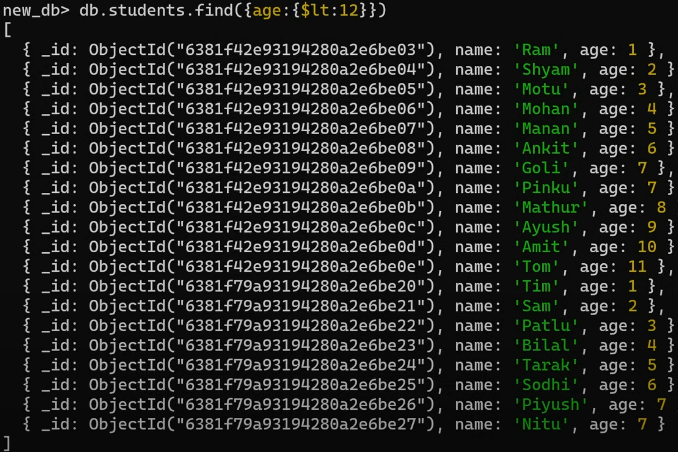 new_db> db.students.find({age:{$lt:12}})
[
  { _id: ObjectId("6381f42e93194280a2e6be03"), name: 'Ram', age: 1 },
  { _id: ObjectId("6381f42e93194280a2e6be04"), name: 'Shyam', age: 2 }
  { _id: ObjectId("6381f42e93194280a2e6be05"), name: 'Motu', age: 3 },
  { _id: ObjectId("6381f42e93194280a2e6be06"), name: 'Mohan', age: 4 }
  { _id: ObjectId("6381f42e93194280a2e6be07"), name: 'Manan', age: 5 }
  { _id: ObjectId("6381f42e93194280a2e6be08"), name: 'Ankit', age: 6 }
  { _id: ObjectId("6381f42e93194280a2e6be09"), name: 'Goli', age: 7 },
  { _id: ObjectId("6381f42e93194280a2e6be0a"), name: 'Pinku', age: 7 }
  { _id: ObjectId("6381f42e93194280a2e6be0b"), name: 'Mathur', age: 8
  { _id: ObjectId("6381f42e93194280a2e6be0c"), name: 'Ayush', age: 9 }
  { _id: ObjectId("6381f42e93194280a2e6be0d"), name: 'Amit', age: 10 }
  { _id: ObjectId("6381f42e93194280a2e6be0e"), name: 'Tom', age: 11 },
  { _id: ObjectId("6381f79a93194280a2e6be20"), name: 'Tim', age: 1 },
  { _id: ObjectId("6381f79a93194280a2e6be21"), name: 'Sam', age: 2 },
  { _id: ObjectId("6381f79a93194280a2e6be22"), name: 'Patlu', age: 3 }
  { _id: ObjectId("6381f79a93194280a2e6be23"), name: 'Bilal', age: 4 }
  { _id: ObjectId("6381f79a93194280a2e6be24"), name: 'Tarak', age: 5 }
  { _id: ObjectId("6381f79a93194280a2e6be25"), name: 'Sodhi', age: 6 }
  { _id: ObjectId("6381f79a93194280a2e6be26"), name: 'Piyush', age: 7
  { _id: ObjectId("6381f79a93194280a2e6be27"), name: 'Nitu', age: 7 }
]